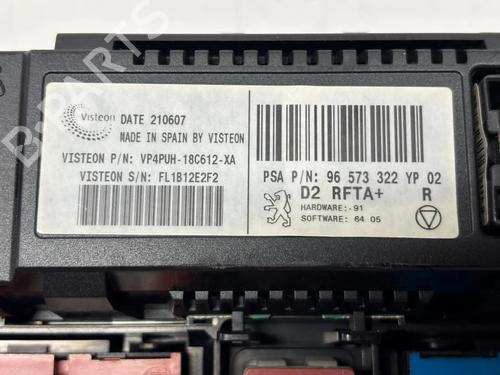 Visteon
DATE 210607
MADE IN SPAIN BY VISTEON
VISTEON P/N: VP4PUH-18C612-XA
VISTEON S/N: FL1B12E2F2
PSA P/N: 96 573 322 YP 02
D2 RFTA+ R
HARDWARE:-91
SOFTWARE: 64 05
B-PARTS